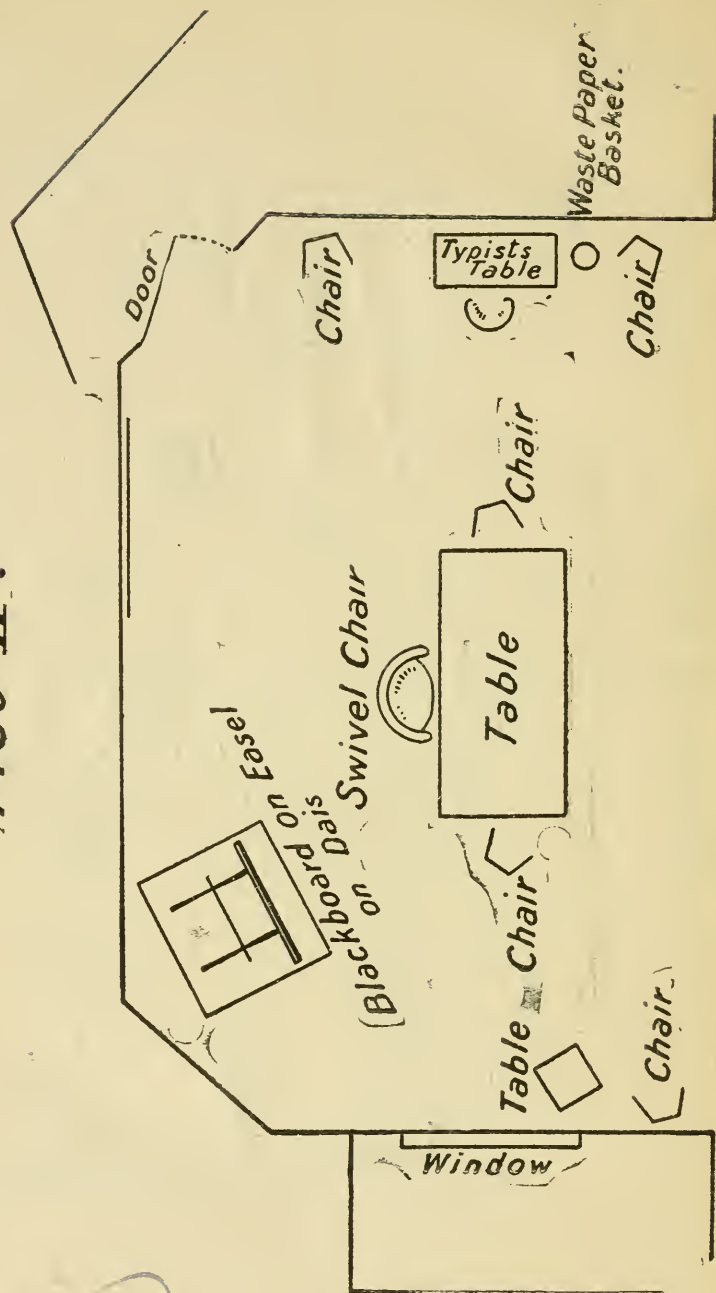 Door
Chair
Typists
Table
Waste Paper
Basket.
Chair
Chair
Swivel Chair
Table
(Blackboard on Easel
on Dais
Chair
Table
Chair
Window